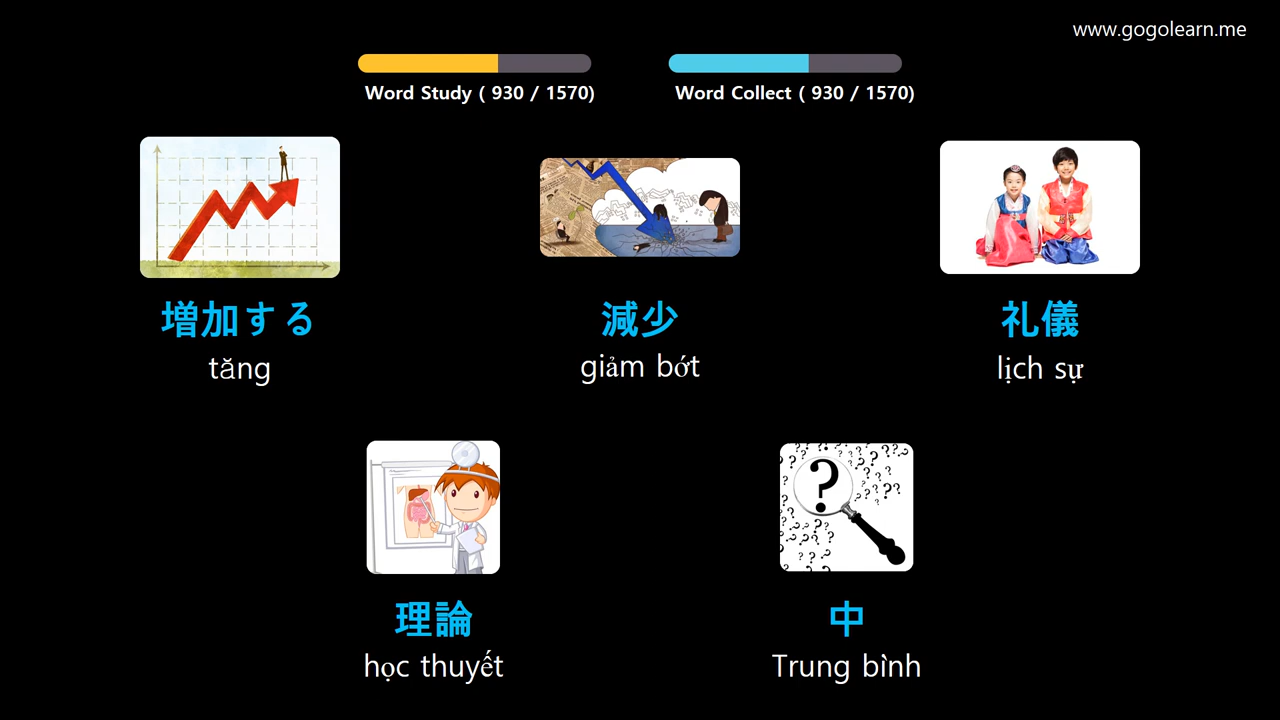 www.gogolearn.me
Word Study ( 930 / 1570)
Word Collect ( 930 / 1570)
増加する
tăng
減少
giảm bớt
礼儀
lịch sự
理論
học thuyết
中
Trung bình